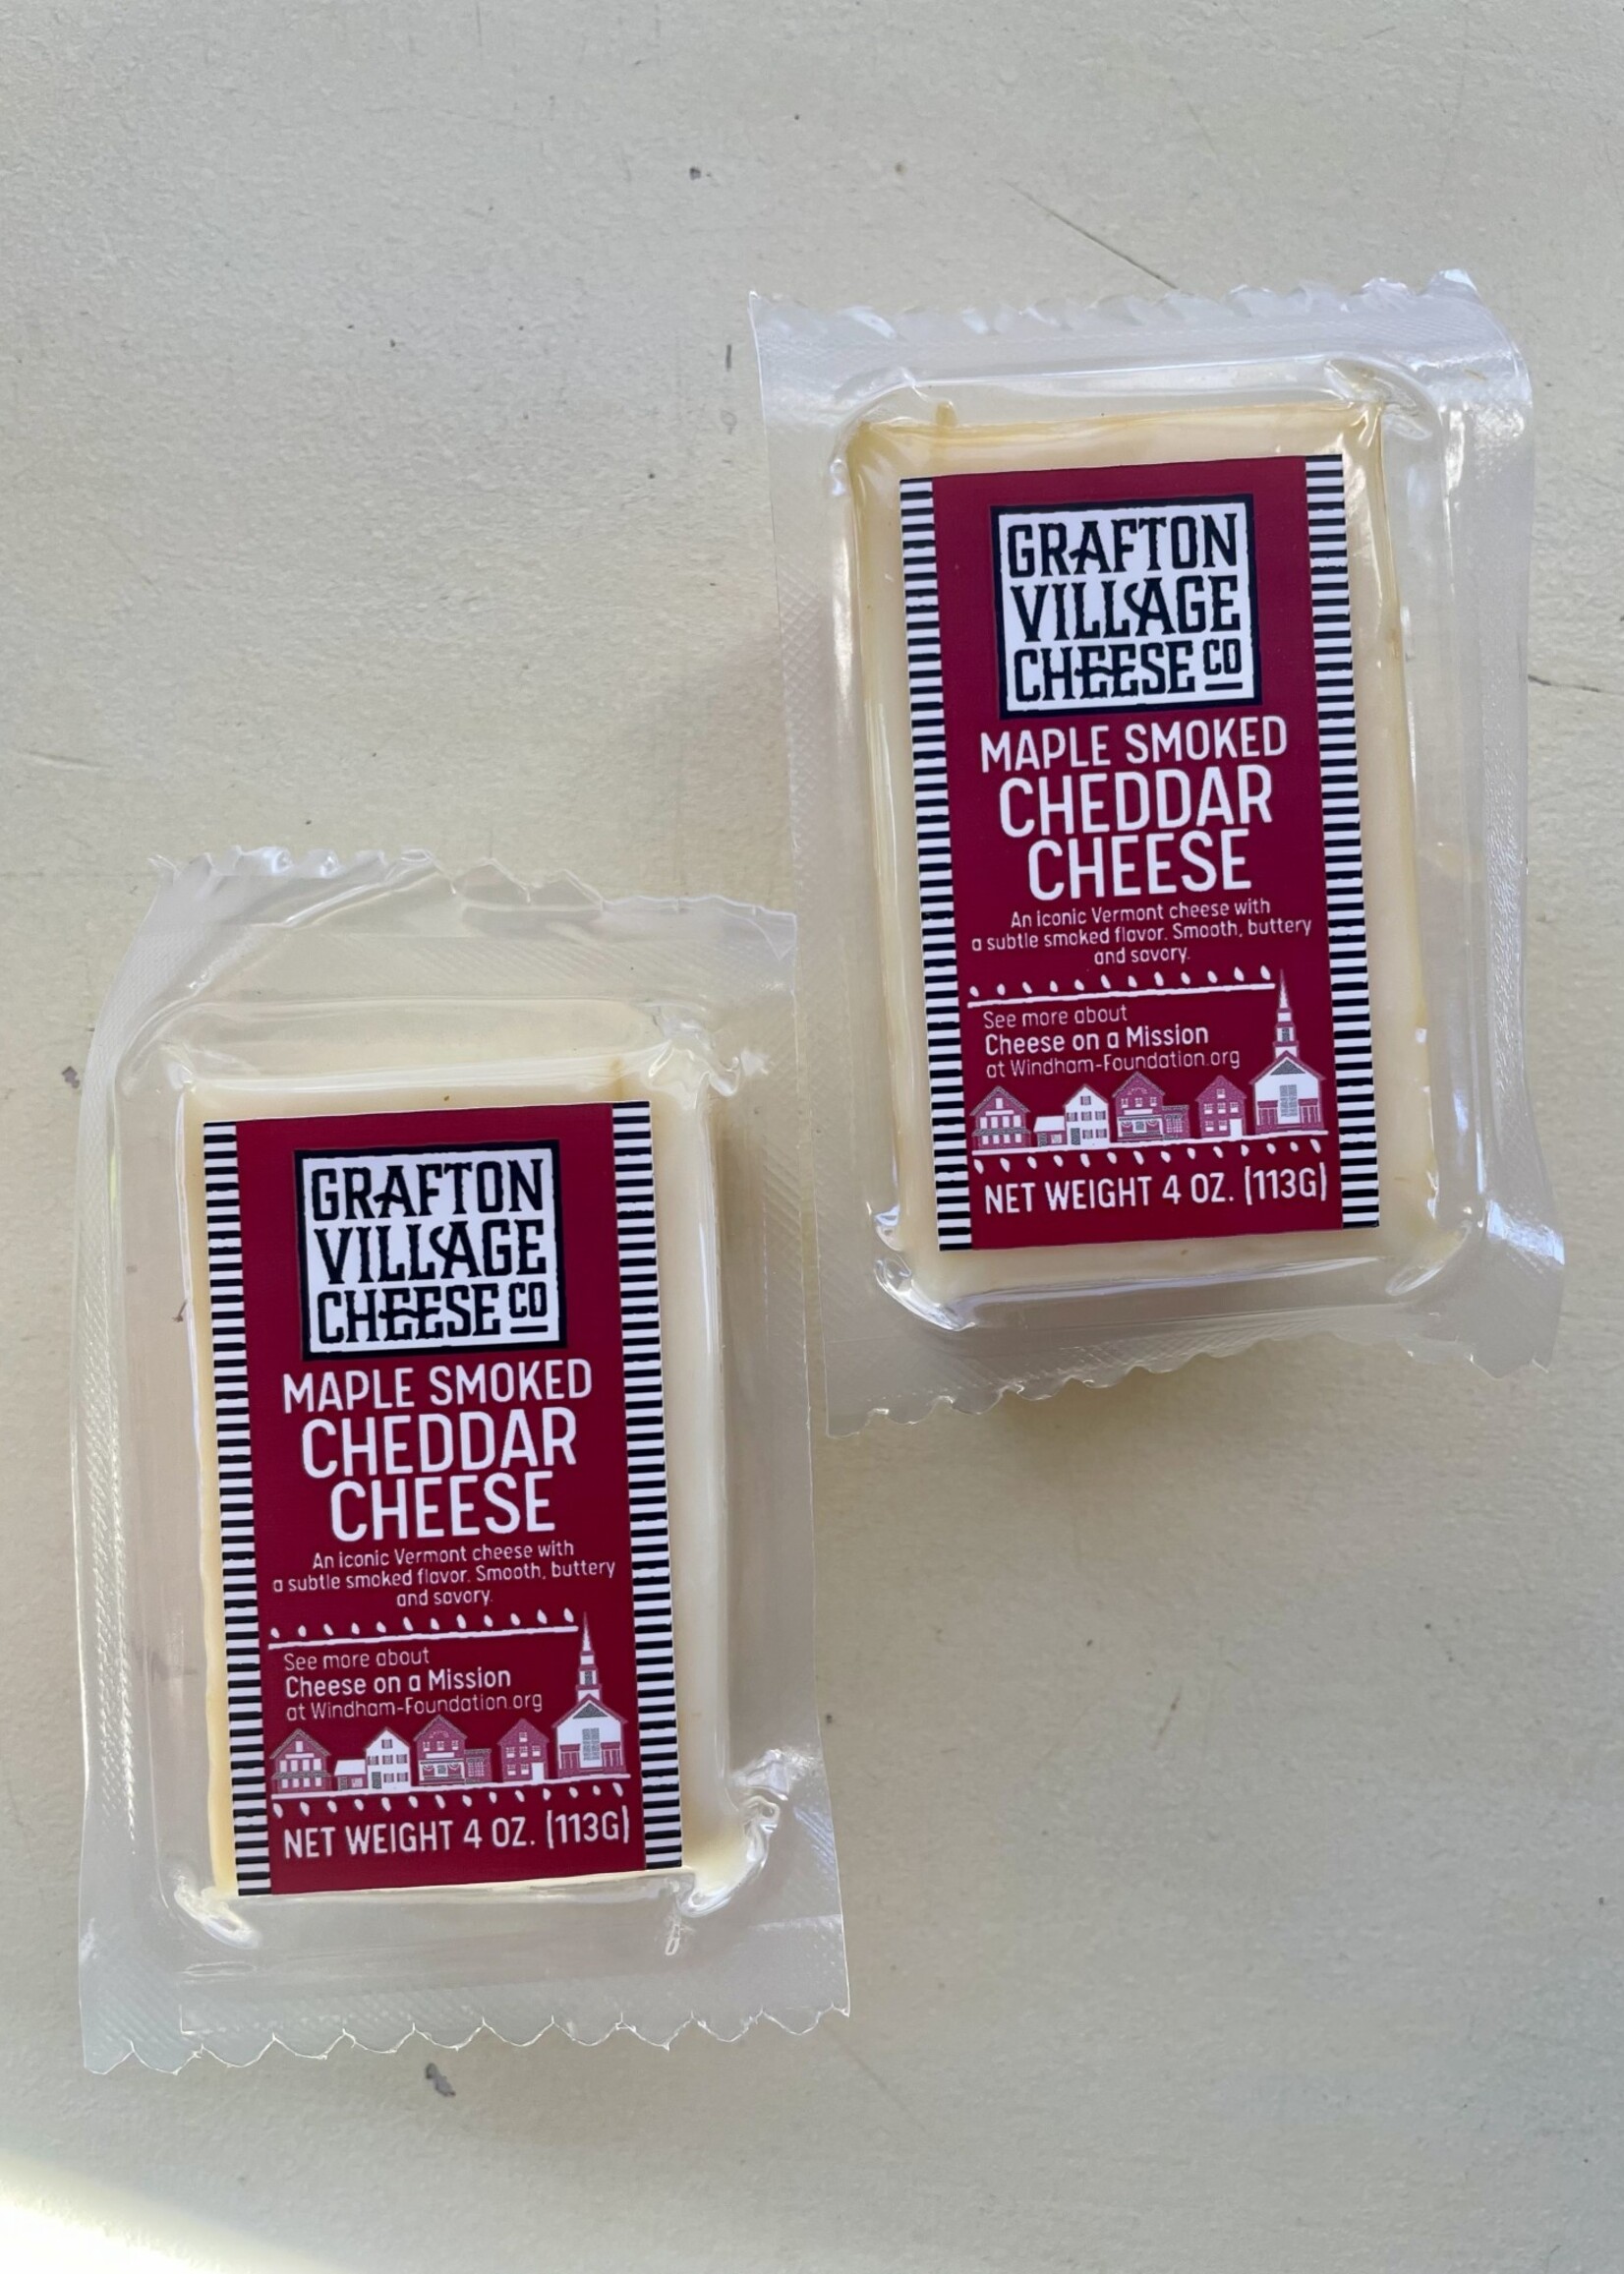 GRAFTON
VILLAGE
CHEESE CO
MAPLE SMOKED
CHEDDAR
CHEESE
An iconic Vermont cheese with
a subtle smoked flavor. Smooth, buttery
and savory.
See more about
Cheese on a Mission
at Windham-Foundation.org
NET WEIGHT 4 OZ. (113G)
GRAFTON
VILLAGE
CHEESE CO
MAPLE SMOKED
CHEDDAR
CHEESE
An iconic Vermont cheese with
a subtle smoked flavor. Smooth, buttery
and savory.
See more about
Cheese on a Mission
at Windham-Foundation.org
NET WEIGHT 4 OZ. (113G)